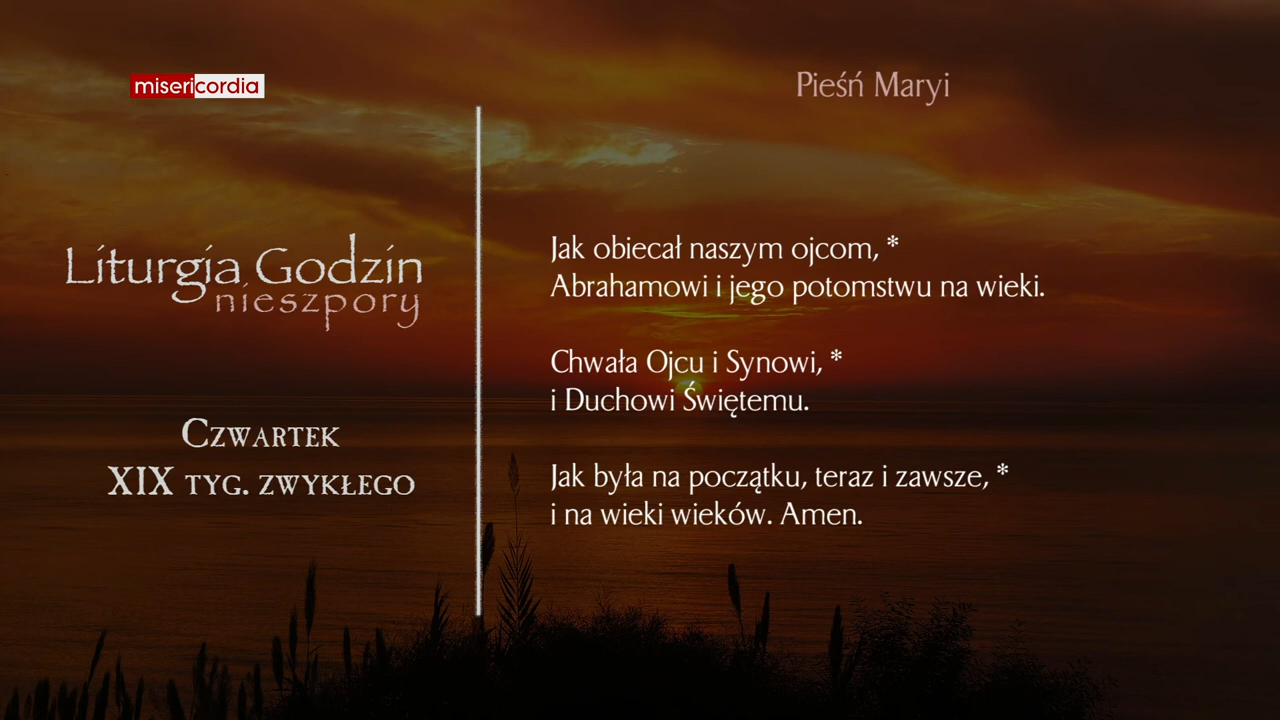 misericordia
Pieśń Maryi
Liturgia Godzin
nieszpory
Czwartek
XIX tyg. zwykłego
Jak obiecał naszym ojcom, *
Abrahamowi i jego potomstwu na wieki.
Chwała Ojcu i Synowi, *
i Duchowi Świętemu.
Jak była na początku, teraz i zawsze, *
i na wieki wieków. Amen.